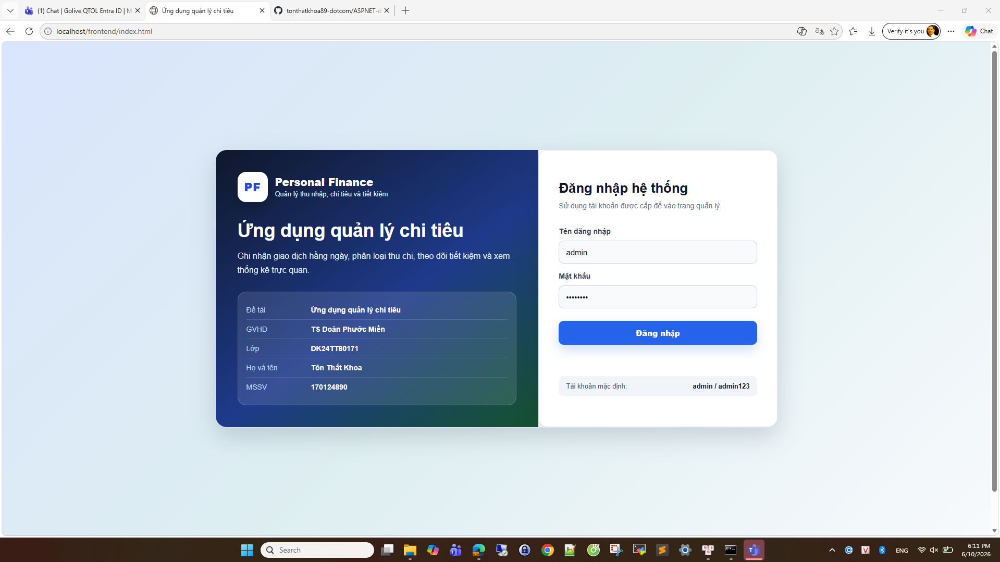 (1) Chat | Golive QTOL Entra ID | M
Ứng dụng quản lý chi tiêu
tonthatkhoa89-dotcom/ASPNET-d
localhost/frontend/index.html
Verify it's you
Chat
PF
Personal Finance
Quản lý thu nhập, chi tiêu và tiết kiệm
Ứng dụng quản lý chi tiêu
Ghi nhận giao dịch hằng ngày, phân loại thu chi, theo dõi tiết kiệm và xem
thống kê trực quan.
Đề tài Ứng dụng quản lý chi tiêu
GVHD TS Đoàn Phước Miền
Lớp DK24TT80171
Họ và tên Tôn Thất Khoa
MSSV 170124890
Đăng nhập hệ thống
Sử dụng tài khoản được cấp để vào trang quản lý.
Tên đăng nhập
admin
Mật khẩu
••••••••
Đăng nhập
Tài khoản mặc định: admin / admin123
Search
ENG
6:11 PM
6/10/2026